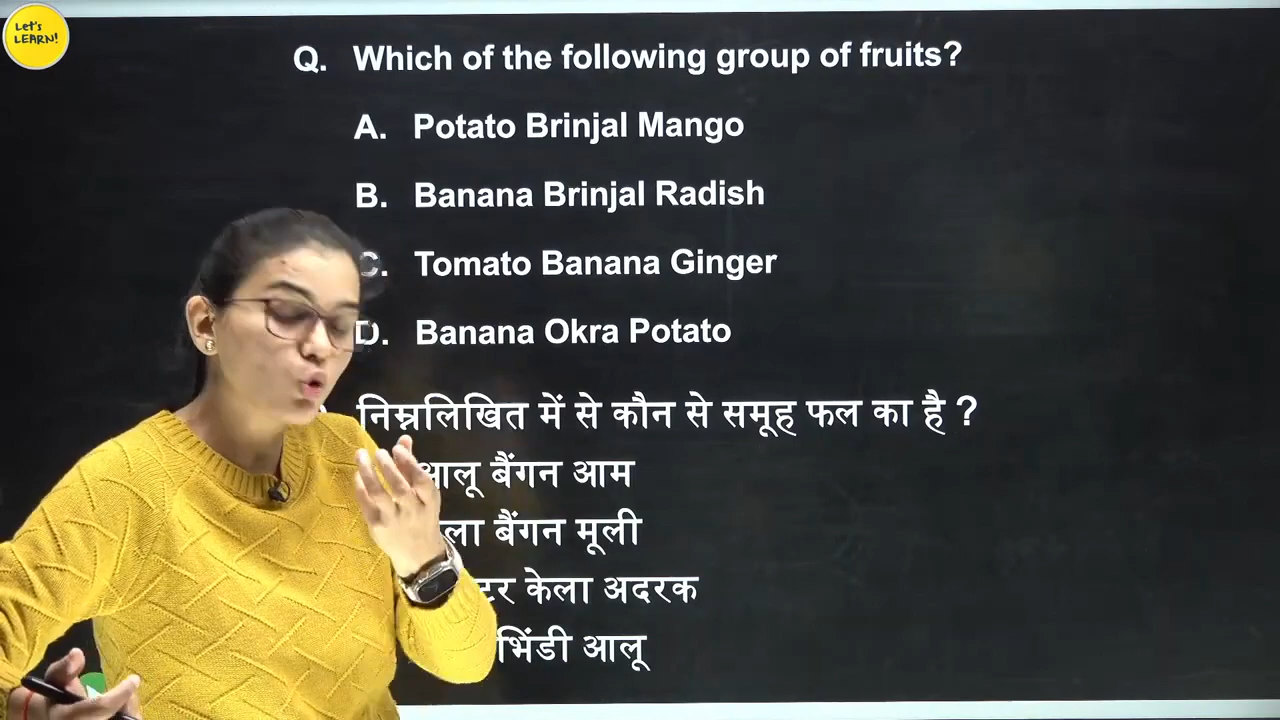 Let's
LEARN!
Q. Which of the following group of fruits?
A. Potato Brinjal Mango
B. Banana Brinjal Radish
C. Tomato Banana Ginger
D. Banana Okra Potato
निम्नलिखित में से कौन से समूह फल का है ?
आलू बैंगन आम
बैंगन मूली
केला अदरक
भिंडी आलू